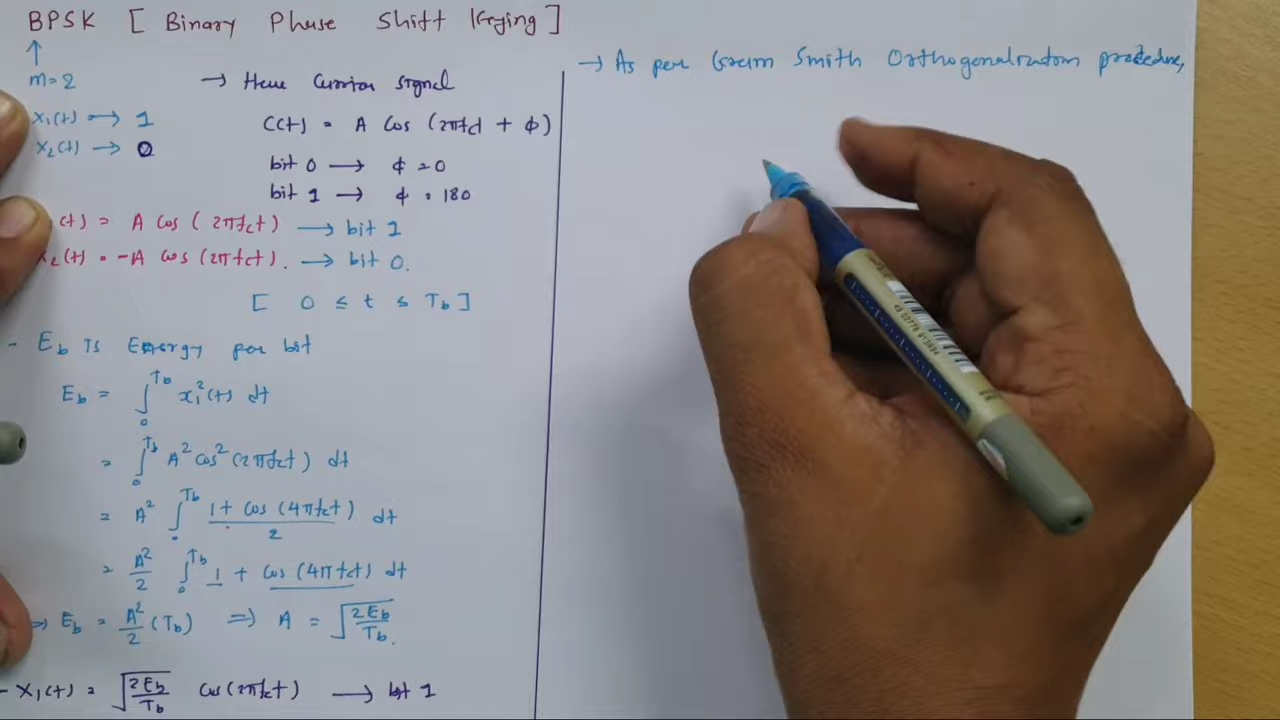 BPSK [ Binary Phase Shift Keying ]
m=2
→ Here Carrier Signal
x1(t) → 1
C(t) = A Cos (2πfct + ϕ)
x2(t) → 0
bit 0 → ϕ = 0
bit 1 → ϕ = 180
(t) = A Cos ( 2πfct) → bit 1
x2(t) = -A Cos (2πfct). → bit 0.
[ 0 ≤ t ≤ Tb ]
- Eb is Energy per bit
Eb = ∫0^Tb x1²(t) dt
= ∫0^Tb A² Cos² (2πfct) dt
= A² ∫0^Tb (1 + Cos (4πfct))/2 dt
= A²/2 ∫0^Tb 1 + Cos (4πfct) dt
⇒ Eb = A²/2 (Tb) ⇒ A = √(2Eb/Tb).
- x1(t) = √(2Eb/Tb) Cos(2πfct) → bit 1
→ As per Gram Smith Orthogonalization procedure,